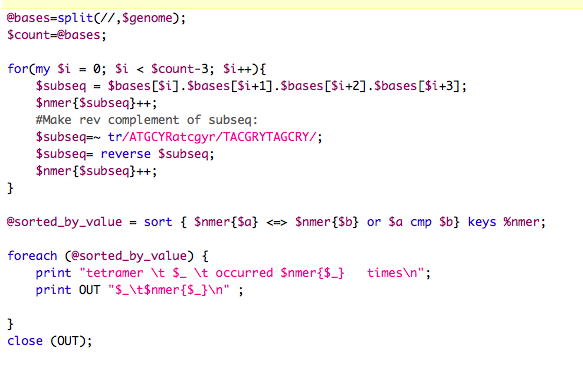 @bases=split(//,$genome);
$count=@bases;
for(my $i = 0; $i < $count-3; $i++){
$subseq = $bases[$i].$bases[$i+1].$bases[$i+2].$bases[$i+3];
$nmer{$subseq}++;
#Make rev complement of subseq:
$subseq=~ tr/ATGCYRatcgyr/TACGRYTAGCRY/;
$subseq= reverse $subseq;
$nmer{$subseq}++;
}
@sorted_by_value = sort { $nmer{$a} <=> $nmer{$b} or $a cmp $b} keys %nmer;
foreach (@sorted_by_value) {
print "tetramer \t $_ \t occurred $nmer{$_}   times\n";
print OUT "$_\t$nmer{$_}\n" ;
}
close (OUT);